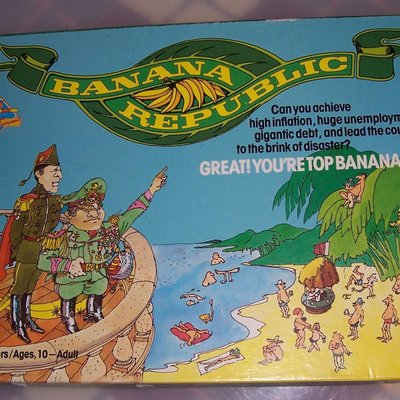 BANANA
REPUBLIC
Can you achieve
high inflation, huge unemploym
gigantic debt, and lead the cou
to the brink of disaster?
GREAT! YOU'RE TOP BANANA
ers/Ages, 10—Adult